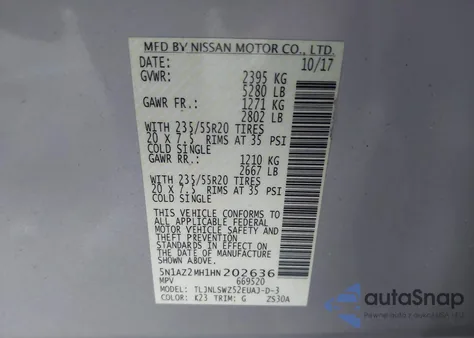 MFD BY NISSAN MOTOR CO., LTD.
DATE: 10/17
GVWR: 2395 KG
5280 LB
GAWR FR.: 1271 KG
2802 LB
WITH 235/55R20 TIRES
20 X 7.5 RIMS AT 35 PSI
COLD SINGLE
GAWR RR.: 1210 KG
2667 LB
WITH 235/55R20 TIRES
20 X 7.5 RIMS AT 35 PSI
COLD SINGLE
THIS VEHICLE CONFORMS TO
ALL APPLICABLE FEDERAL
MOTOR VEHICLE SAFETY AND
THEFT PREVENTION
STANDARDS IN EFFECT ON
THE DATE OF MANUFACTURE
SHOWN ABOVE.
5N1AZ2MH1HN202636
MPV 669520
MODEL: TLJNLSWZ52EUAJ-D-3
COLOR: K23 TRIM: G ZS30A
autoSnap
Pewne auta z USA